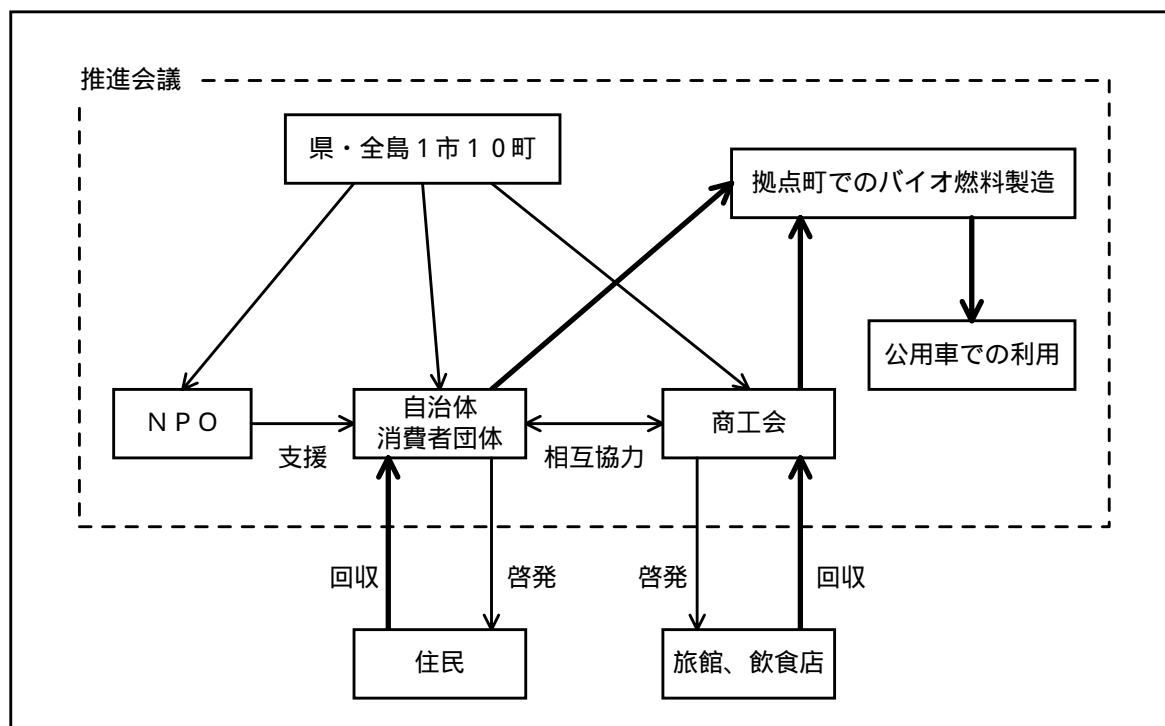 推進会議
県・全島１市１０町
拠点町でのバイオ燃料製造
公用車での利用
ＮＰＯ
支援
自治体
消費者団体
相互協力
商工会
回収
啓発
啓発
回収
住民
旅館、飲食店